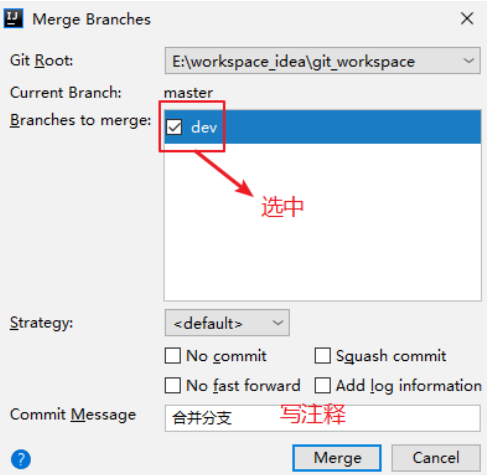 Merge Branches
Git Root: E:\workspace_idea\git_workspace
Current Branch: master
Branches to merge: dev
选中
Strategy: <default>
No commit Squash commit
No fast forward Add log information
Commit Message 合并分支 写注释
Merge Cancel